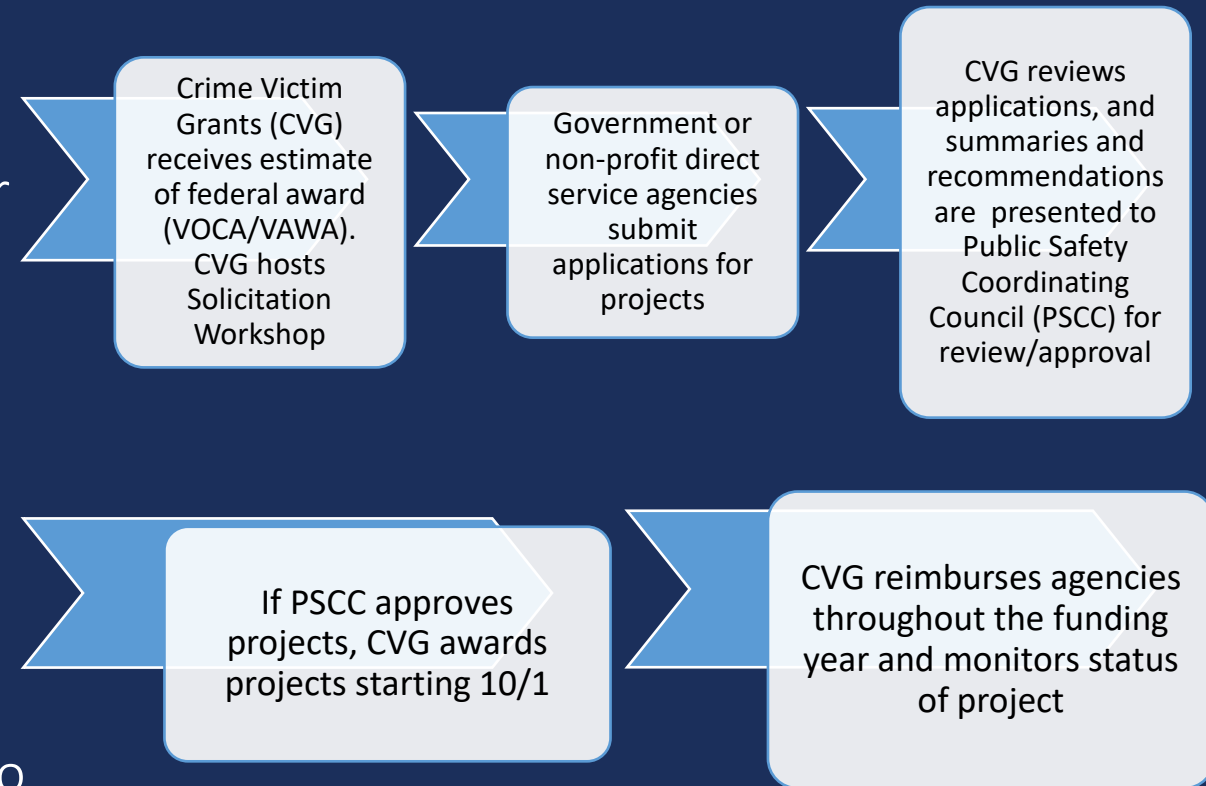 Crime Victim
Grants (CVG)
receives estimate
of federal award
(VOCA/VAWA).
CVG hosts
Solicitation
Workshop
Government or
non-profit direct
service agencies
submit
applications for
projects
CVG reviews
applications, and
summaries and
recommendations
are presented to
Public Safety
Coordinating
Council (PSCC) for
review/approval
If PSCC approves
projects, CVG awards
projects starting 10/1
CVG reimburses agencies
throughout the funding
year and monitors status
of project